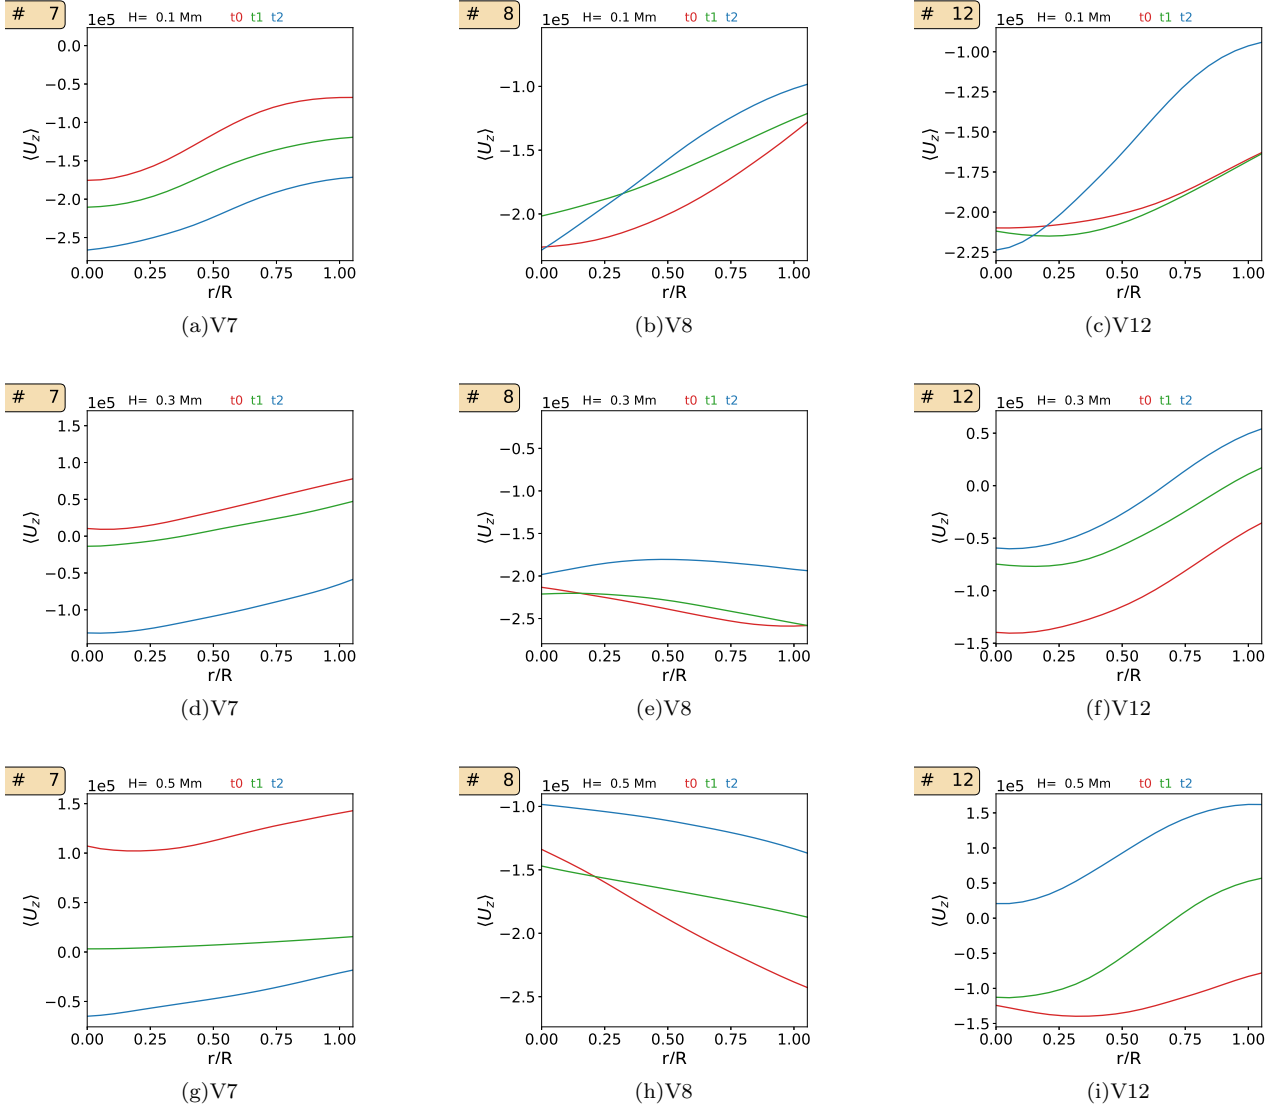 # 7 1e5 H= 0.1 Mm t0 t1 t2
0.0
−0.5
−1.0
−1.5
−2.0
−2.5
⟨U_z⟩
0.00 0.25 0.50 0.75 1.00
r/R
(a)V7
# 8 1e5 H= 0.1 Mm t0 t1 t2
−1.0
−1.5
−2.0
⟨U_z⟩
0.00 0.25 0.50 0.75 1.00
r/R
(b)V8
# 12 1e5 H= 0.1 Mm t0 t1 t2
−1.00
−1.25
−1.50
−1.75
−2.00
−2.25
⟨U_z⟩
0.00 0.25 0.50 0.75 1.00
r/R
(c)V12
# 7 1e5 H= 0.3 Mm t0 t1 t2
1.5
1.0
0.5
0.0
−0.5
−1.0
⟨U_z⟩
0.00 0.25 0.50 0.75 1.00
r/R
(d)V7
# 8 1e5 H= 0.3 Mm t0 t1 t2
−0.5
−1.0
−1.5
−2.0
−2.5
⟨U_z⟩
0.00 0.25 0.50 0.75 1.00
r/R
(e)V8
# 12 1e5 H= 0.3 Mm t0 t1 t2
0.5
0.0
−0.5
−1.0
−1.5
⟨U_z⟩
0.00 0.25 0.50 0.75 1.00
r/R
(f)V12
# 7 1e5 H= 0.5 Mm t0 t1 t2
1.5
1.0
0.5
0.0
−0.5
⟨U_z⟩
0.00 0.25 0.50 0.75 1.00
r/R
(g)V7
# 8 1e5 H= 0.5 Mm t0 t1 t2
−1.0
−1.5
−2.0
−2.5
⟨U_z⟩
0.00 0.25 0.50 0.75 1.00
r/R
(h)V8
# 12 1e5 H= 0.5 Mm t0 t1 t2
1.5
1.0
0.5
0.0
−0.5
−1.0
−1.5
⟨U_z⟩
0.00 0.25 0.50 0.75 1.00
r/R
(i)V12